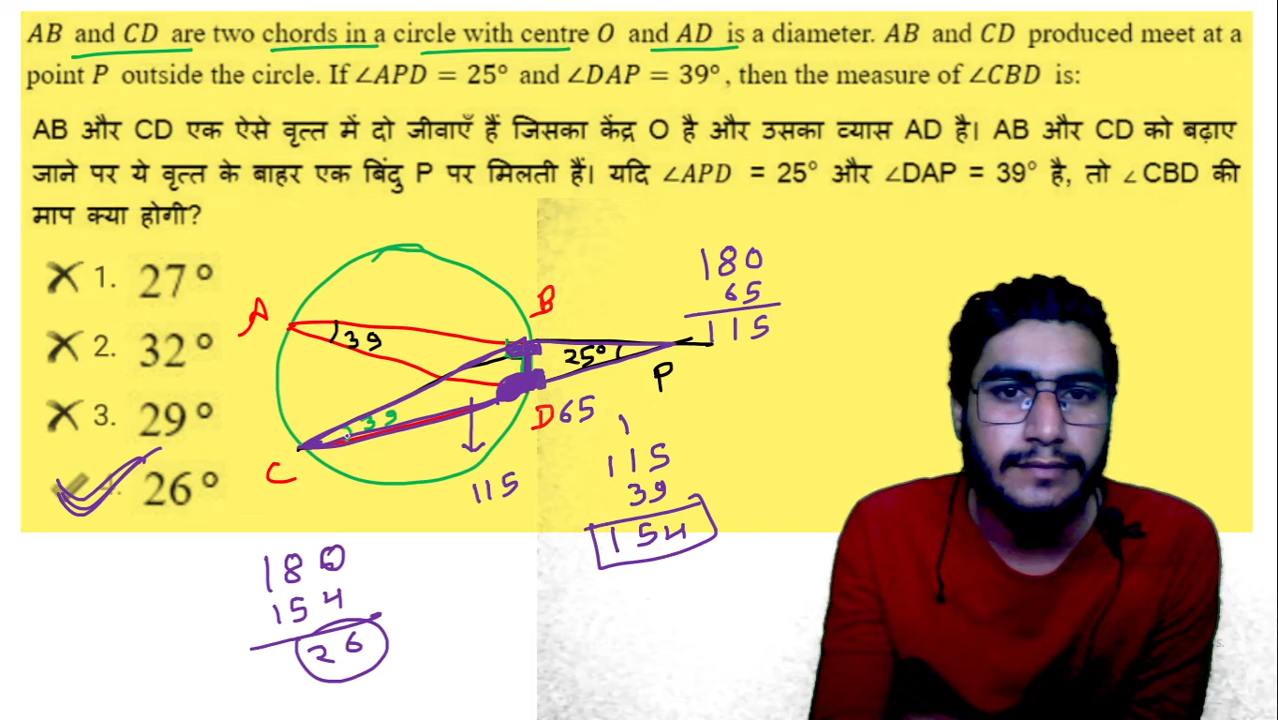 AB and CD are two chords in a circle with centre O and AD is a diameter. AB and CD produced meet at a
point P outside the circle. If ∠APD = 25° and ∠DAP = 39°, then the measure of ∠CBD is:
AB और CD एक ऐसे वृत्त में दो जीवाएँ हैं जिसका केंद्र O है और उसका व्यास AD है। AB और CD को बढ़ाए
जाने पर ये वृत्त के बाहर एक बिंदु P पर मिलती हैं। यदि ∠APD = 25° और ∠DAP = 39° है, तो ∠CBD की
माप क्या होगी?
1. 27°
2. 32°
3. 29°
26°
A
B
39
25°
P
180
65
115
C
39
D
65
115
115
39
154
180
154
26